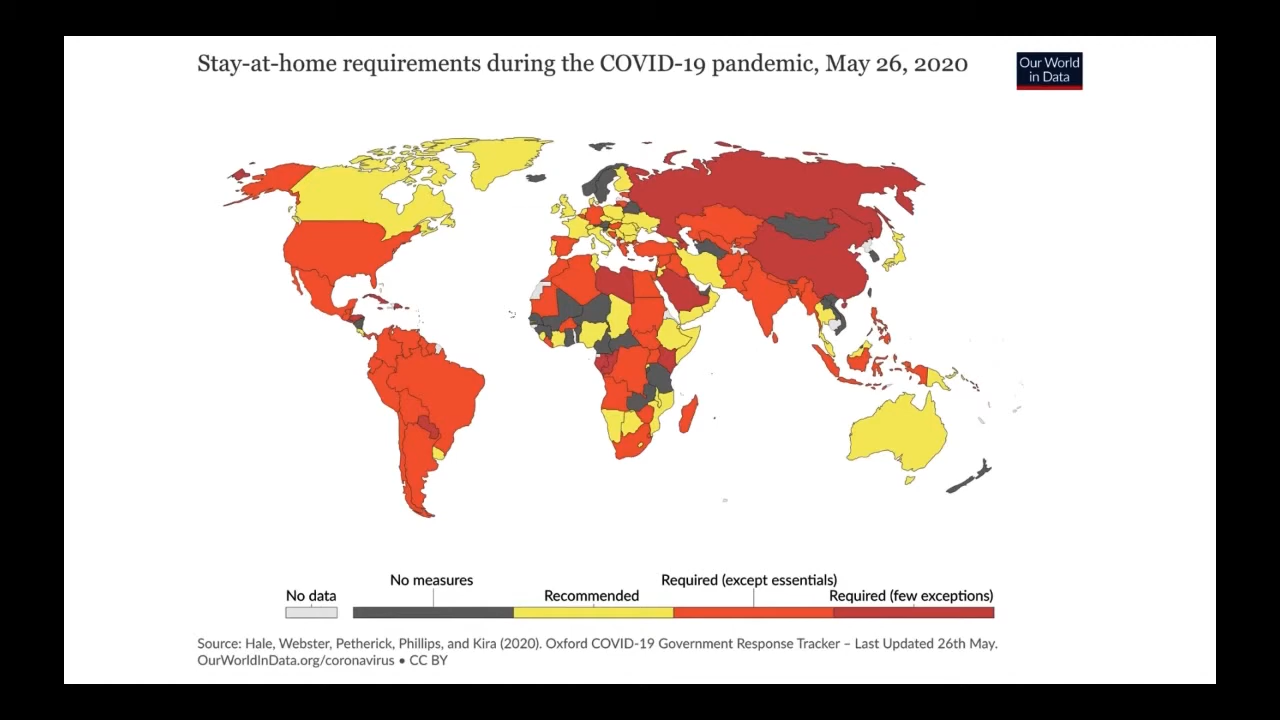 Stay-at-home requirements during the COVID-19 pandemic, May 26, 2020
Our World
in Data
No data
No measures
Recommended
Required (except essentials)
Required (few exceptions)
Source: Hale, Webster, Petherick, Phillips, and Kira (2020). Oxford COVID-19 Government Response Tracker – Last Updated 26th May.
OurWorldInData.org/coronavirus • CC BY